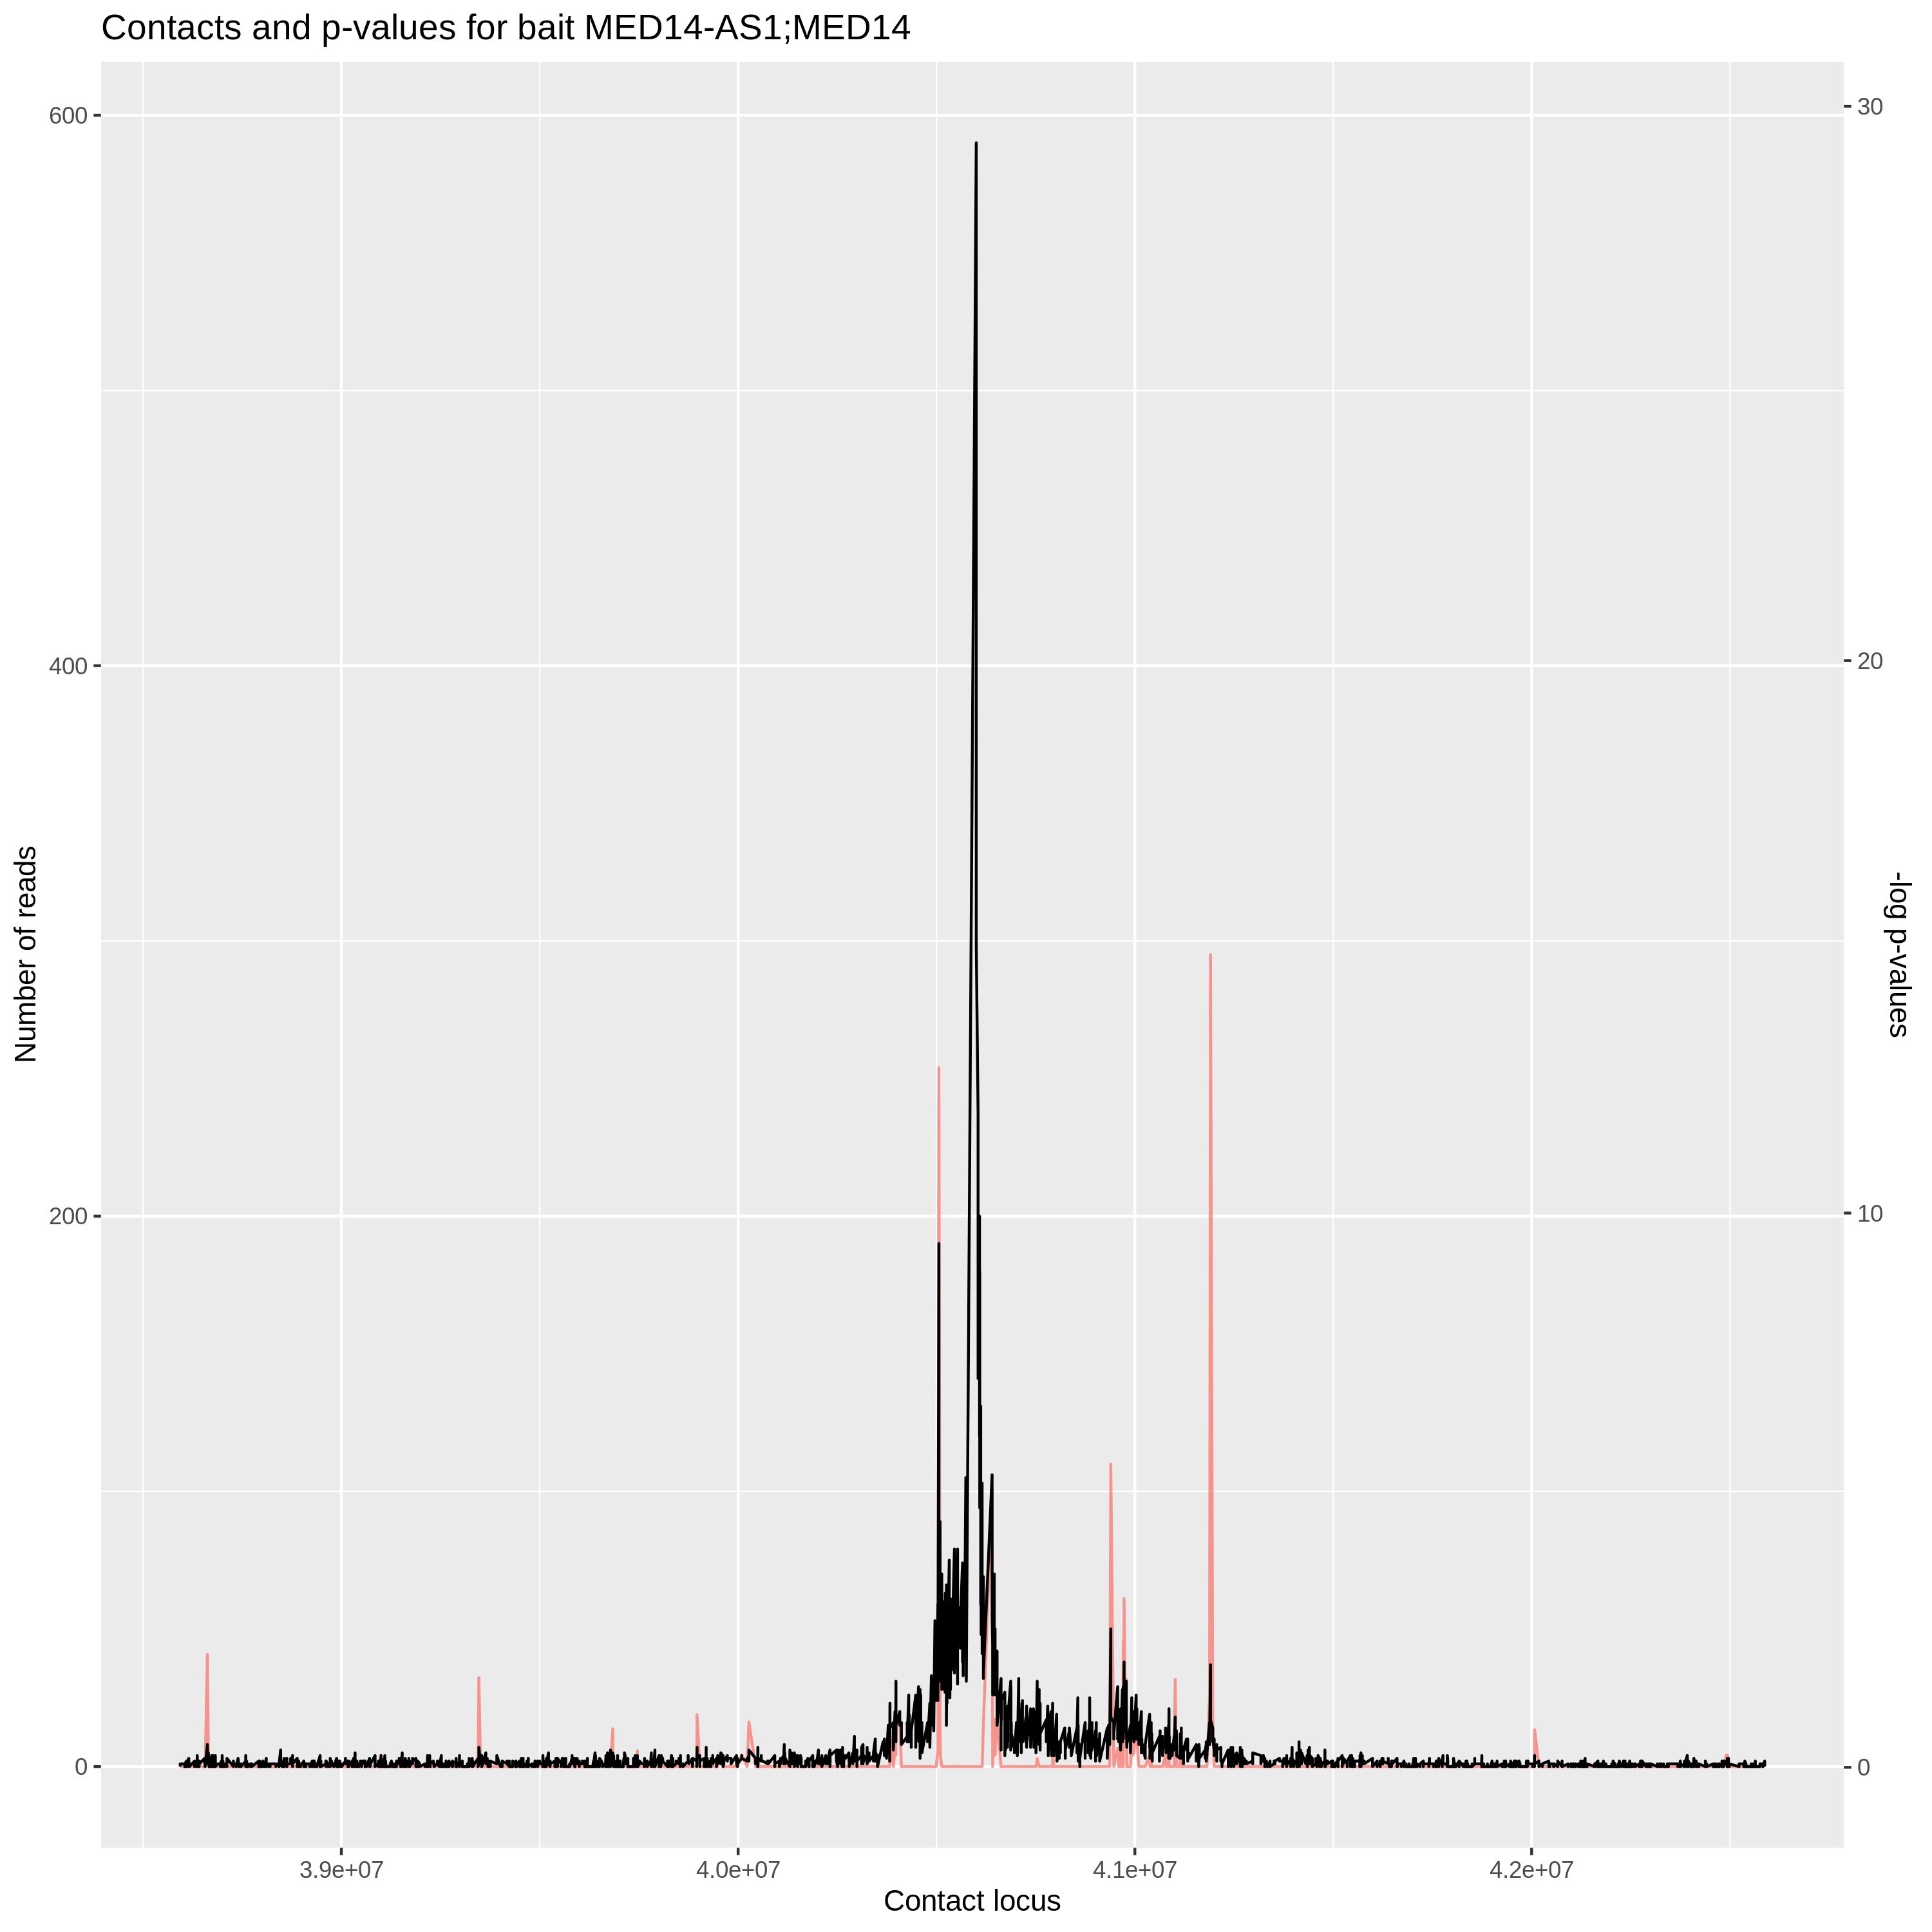 Contacts and p-values for bait MED14-AS1;MED14
600
400
200
0
Number of reads
30
20
10
0
-log p-values
3.9e+07
4.0e+07
4.1e+07
4.2e+07
Contact locus